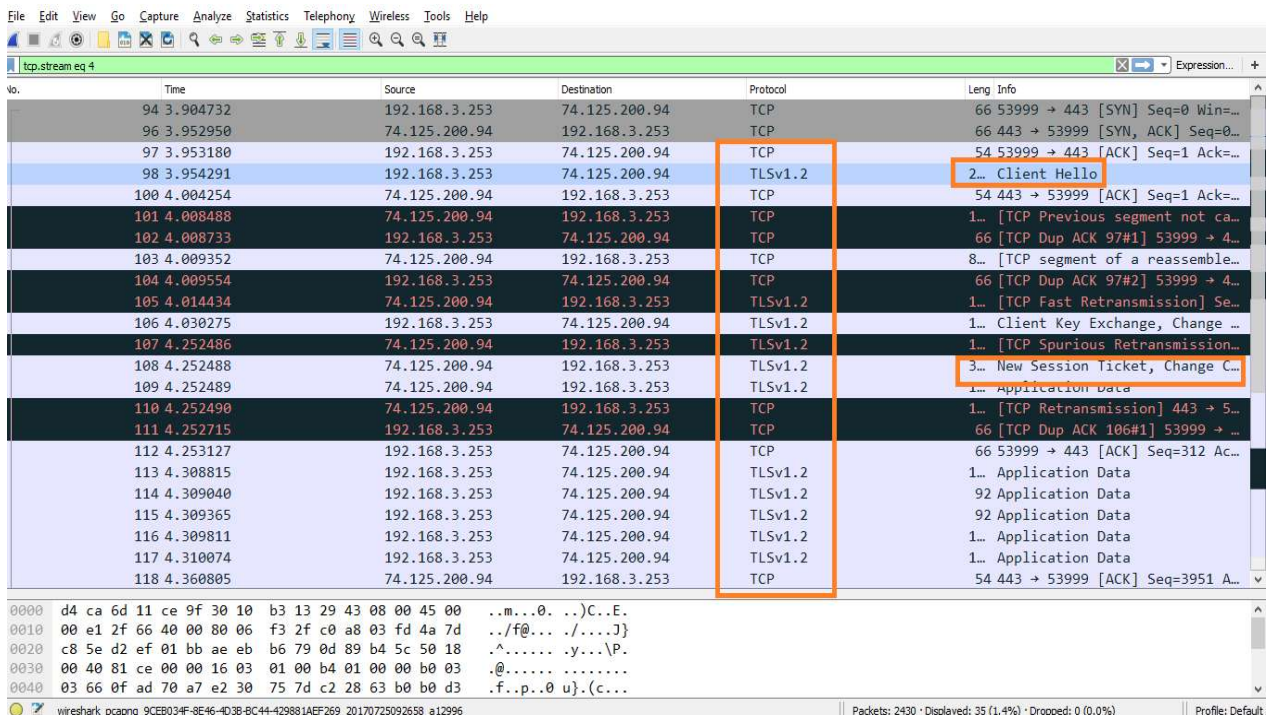 File Edit View Go Capture Analyze Statistics Telephony Wireless Tools Help
tcp.stream eq 4 Expression... +
No. Time Source Destination Protocol Leng Info
94 3.904732 192.168.3.253 74.125.200.94 TCP 66 53999 → 443 [SYN] Seq=0 Win=…
96 3.952950 74.125.200.94 192.168.3.253 TCP 66 443 → 53999 [SYN, ACK] Seq=0…
97 3.953180 192.168.3.253 74.125.200.94 TCP 54 53999 → 443 [ACK] Seq=1 Ack=…
98 3.954291 192.168.3.253 74.125.200.94 TLSv1.2 2… Client Hello
100 4.004254 74.125.200.94 192.168.3.253 TCP 54 443 → 53999 [ACK] Seq=1 Ack=…
101 4.008488 74.125.200.94 192.168.3.253 TCP 1… [TCP Previous segment not ca…
102 4.008733 192.168.3.253 74.125.200.94 TCP 66 [TCP Dup ACK 97#1] 53999 → 4…
103 4.009352 74.125.200.94 192.168.3.253 TCP 8… [TCP segment of a reassemble…
104 4.009554 192.168.3.253 74.125.200.94 TCP 66 [TCP Dup ACK 97#2] 53999 → 4…
105 4.014434 74.125.200.94 192.168.3.253 TLSv1.2 1… [TCP Fast Retransmission] Se…
106 4.030275 192.168.3.253 74.125.200.94 TLSv1.2 1… Client Key Exchange, Change …
107 4.252486 74.125.200.94 192.168.3.253 TLSv1.2 1… [TCP Spurious Retransmission…
108 4.252488 74.125.200.94 192.168.3.253 TLSv1.2 3… New Session Ticket, Change C…
109 4.252489 74.125.200.94 192.168.3.253 TLSv1.2 1… Application Data
110 4.252490 74.125.200.94 192.168.3.253 TCP 1… [TCP Retransmission] 443 → 5…
111 4.252715 192.168.3.253 74.125.200.94 TCP 66 [TCP Dup ACK 106#1] 53999 → …
112 4.253127 192.168.3.253 74.125.200.94 TCP 66 53999 → 443 [ACK] Seq=312 Ac…
113 4.308815 192.168.3.253 74.125.200.94 TLSv1.2 1… Application Data
114 4.309040 192.168.3.253 74.125.200.94 TLSv1.2 92 Application Data
115 4.309365 192.168.3.253 74.125.200.94 TLSv1.2 92 Application Data
116 4.309811 192.168.3.253 74.125.200.94 TLSv1.2 1… Application Data
117 4.310074 192.168.3.253 74.125.200.94 TLSv1.2 1… Application Data
118 4.360805 74.125.200.94 192.168.3.253 TCP 54 443 → 53999 [ACK] Seq=3951 A…
0000 d4 ca 6d 11 ce 9f 30 10 b3 13 29 43 08 00 45 00 ..m...0. ..)C..E.
0010 00 e1 2f 66 40 00 80 06 f3 2f c0 a8 03 fd 4a 7d ../f@... ./....J}
0020 c8 5e d2 ef 01 bb ae eb b6 79 0d 89 b4 5c 50 18 .^...... .y...\P.
0030 00 40 81 ce 00 00 16 03 01 00 b4 01 00 00 b0 03 .@...... ........
0040 03 66 0f ad 70 a7 e2 30 75 7d c2 28 63 b0 b0 d3 .f..p..0 u}.(c...
wireshark_pcapng_9CEB034F-8E46-4D3B-BC44-429881AEF269_20170725092658_a12996 Packets: 2430 · Displayed: 35 (1.4%) · Dropped: 0 (0.0%) Profile: Default